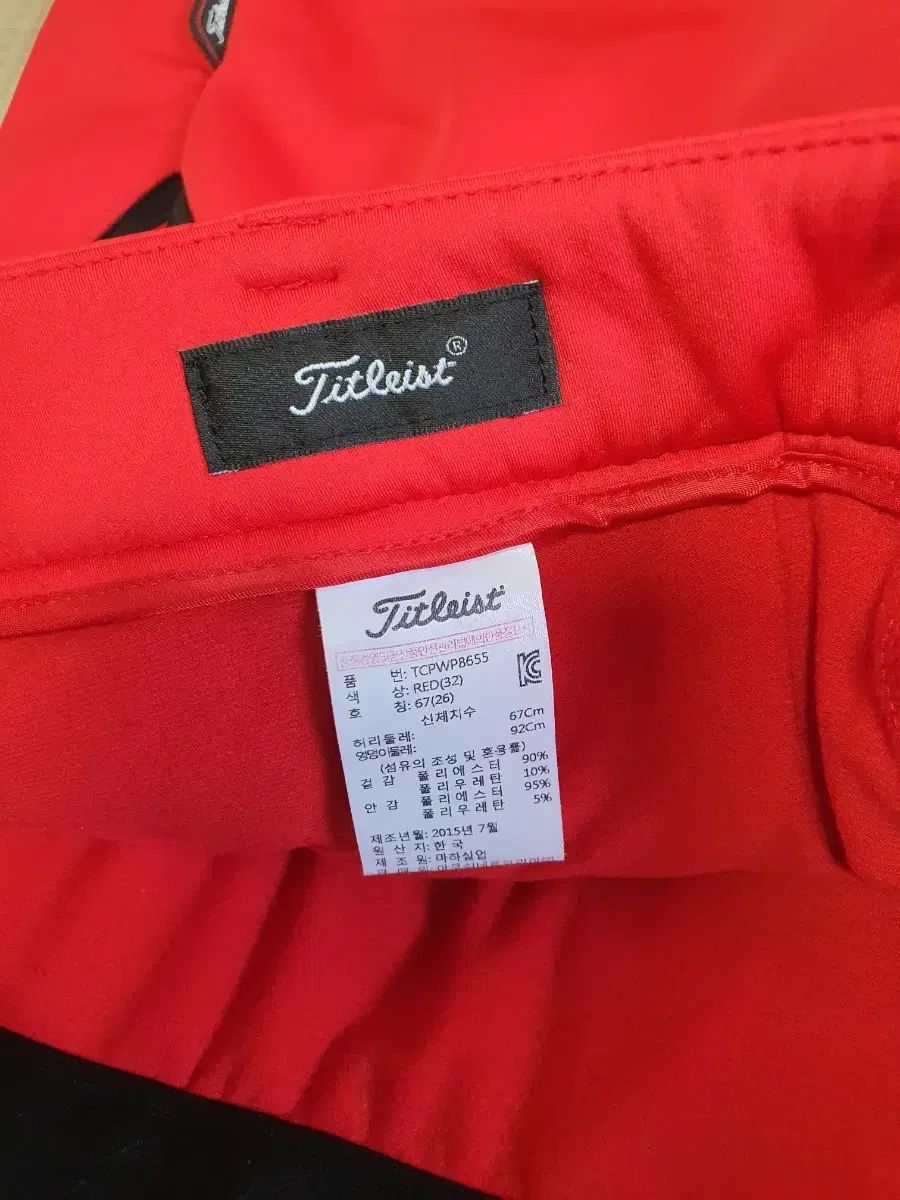 Titleist®
Titleist
품 번: TCPWP8655
색 상: RED(32)
호 칭: 67(26)
신체치수
허리둘레: 67Cm
엉덩이둘레: 92Cm
(섬유의 조성 및 혼용률)
겉 감 폴리에스터 90%
폴리우레탄 10%
안 감 폴리에스터 95%
폴리우레탄 5%
제조년월: 2015년 7월
원 산 지: 한 국
제 조 원: 마하실업